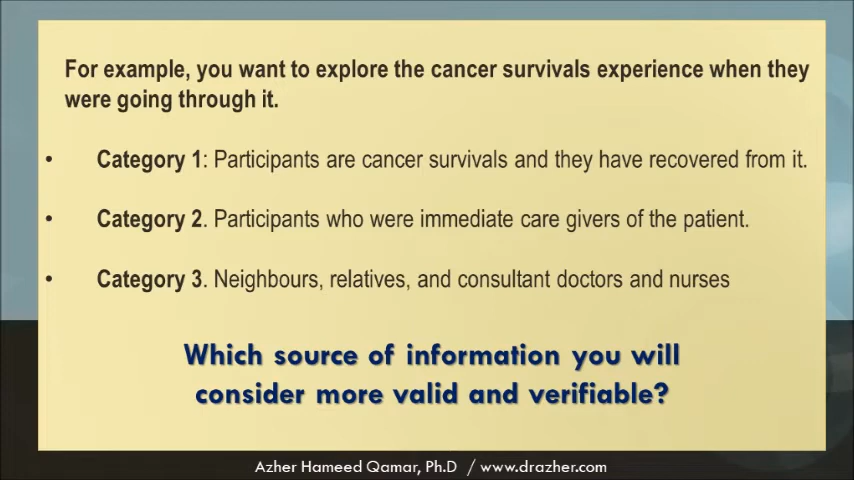 For example, you want to explore the cancer survivals experience when they
were going through it.
• Category 1: Participants are cancer survivals and they have recovered from it.
• Category 2. Participants who were immediate care givers of the patient.
• Category 3. Neighbours, relatives, and consultant doctors and nurses
Which source of information you will
consider more valid and verifiable?
Azher Hameed Qamar, Ph.D / www.drazher.com